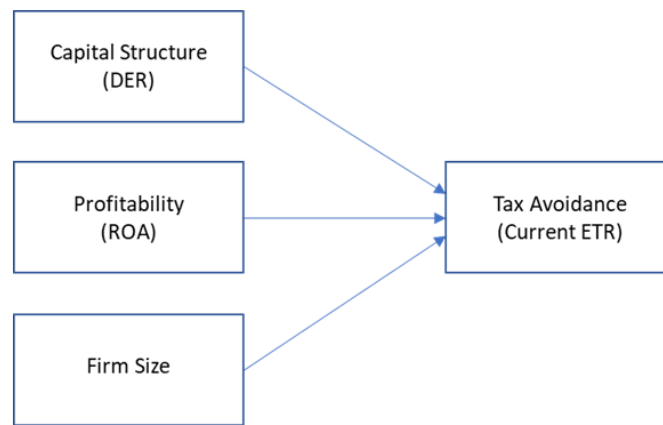 Capital Structure
(DER)
Profitability
(ROA)
Tax Avoidance
(Current ETR)
Firm Size